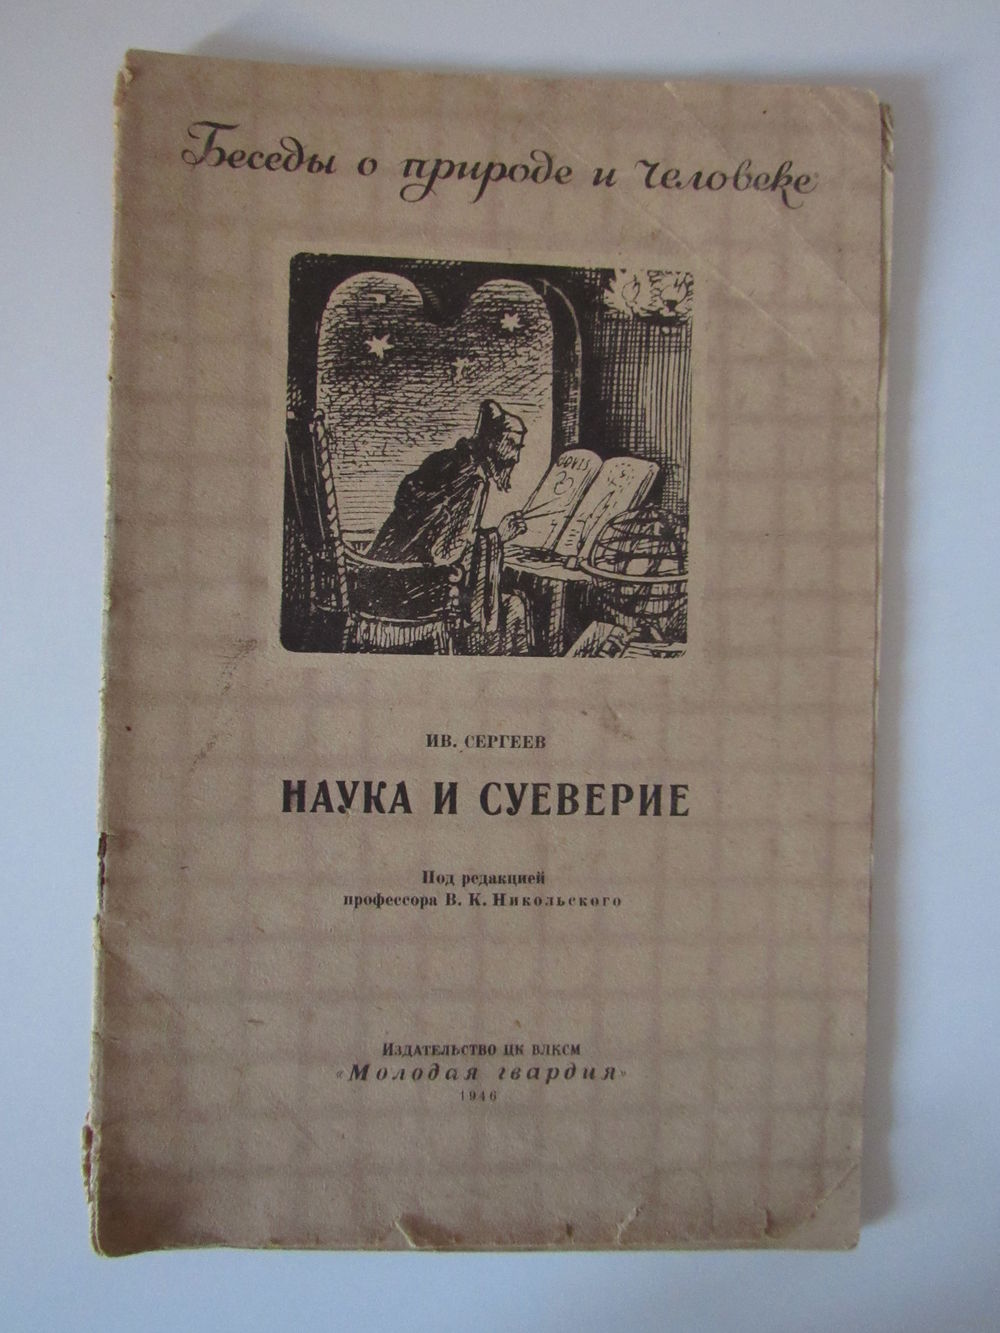 Беседы о природе и человеке
ИВ. СЕРГЕЕВ
НАУКА И СУЕВЕРИЕ
Под редакцией
профессора В. К. Никольского
ИЗДАТЕЛЬСТВО ЦК ВЛКСМ
«Молодая гвардия»
1946